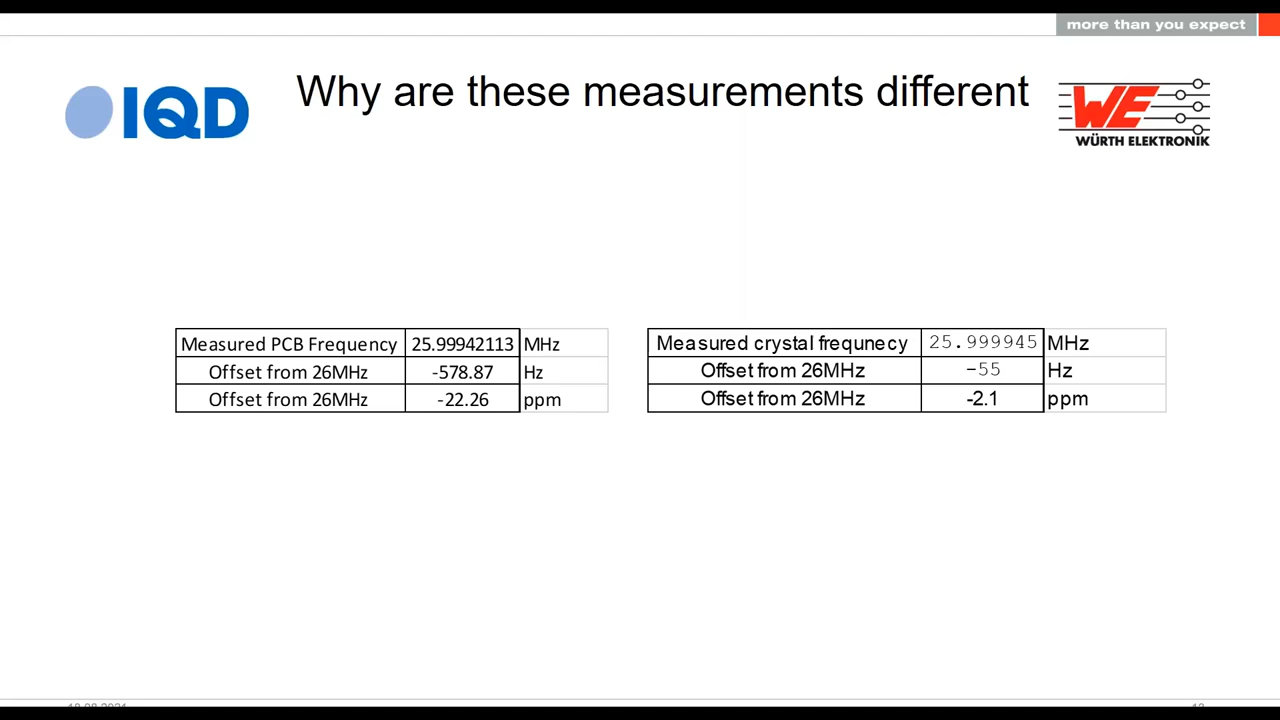 more than you expect
IQD
Why are these measurements different
WE
WÜRTH ELEKTRONIK
Measured PCB Frequency 25.99942113 MHz
Offset from 26MHz -578.87 Hz
Offset from 26MHz -22.26 ppm
Measured crystal frequnecy 25.999945 MHz
Offset from 26MHz -55 Hz
Offset from 26MHz -2.1 ppm